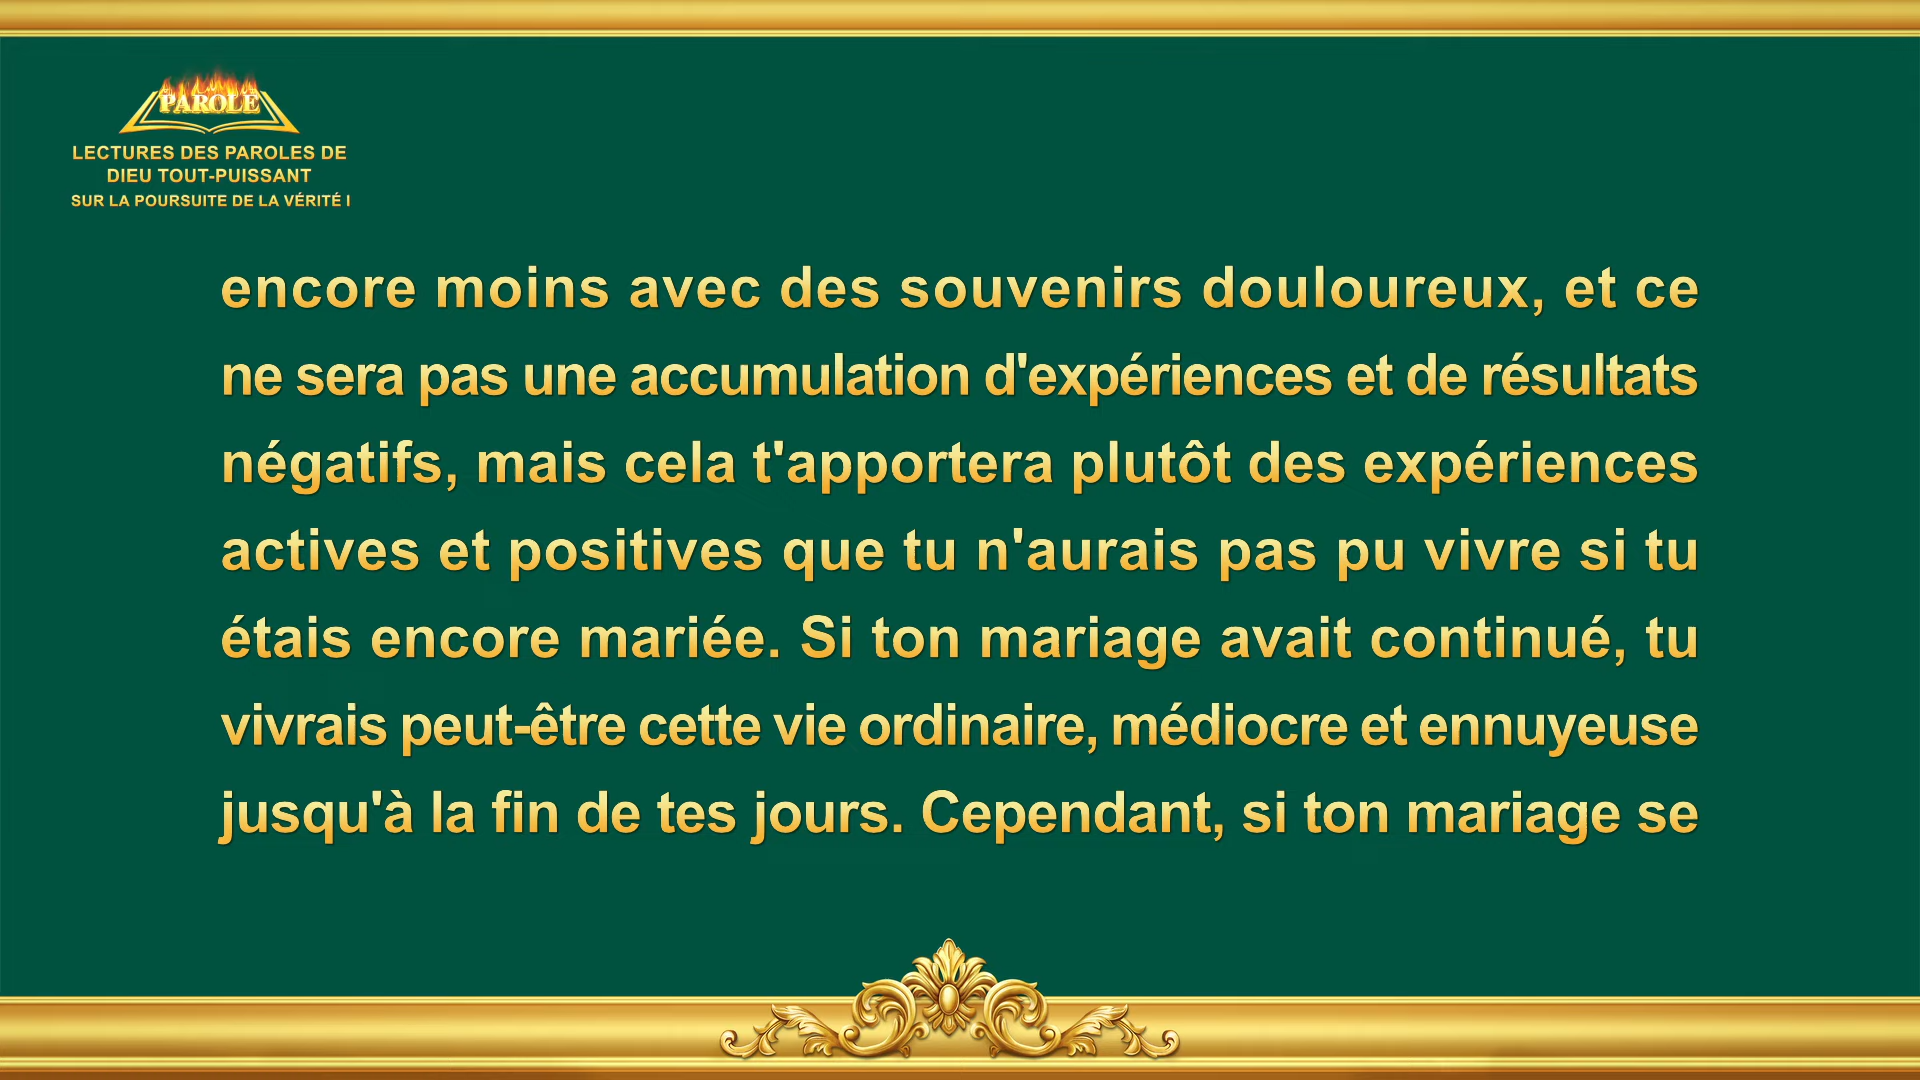 PAROLE
LECTURES DES PAROLES DE
DIEU TOUT-PUISSANT
SUR LA POURSUITE DE LA VÉRITÉ I
encore moins avec des souvenirs douloureux, et ce
ne sera pas une accumulation d'expériences et de résultats
négatifs, mais cela t'apportera plutôt des expériences
actives et positives que tu n'aurais pas pu vivre si tu
étais encore mariée. Si ton mariage avait continué, tu
vivrais peut-être cette vie ordinaire, médiocre et ennuyeuse
jusqu'à la fin de tes jours. Cependant, si ton mariage se